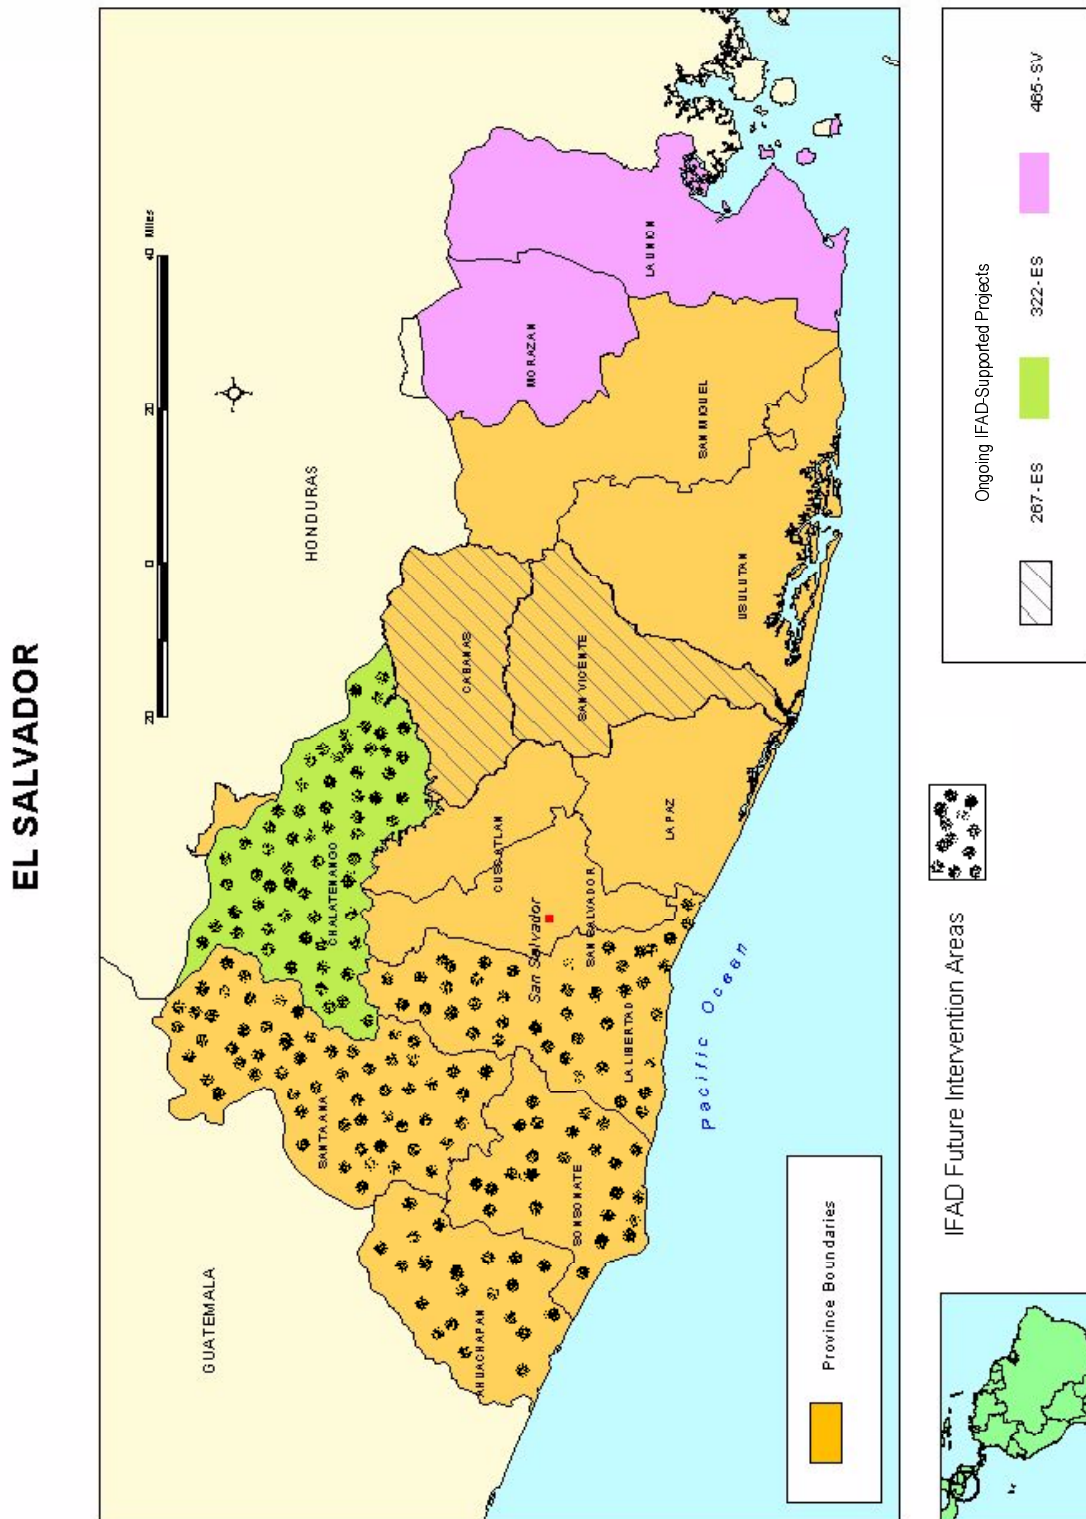 EL SALVADOR
20
0
20
40 Miles
HONDURAS
GUATEMALA
CHALATENANGO
SANTA ANA
AHUACHAPAN
SONSONATE
LA LIBERTAD
San Salvador
SAN SALVADOR
CUSCATLAN
LA PAZ
CABANAS
SAN VICENTE
USULUTAN
SAN MIGUEL
MORAZAN
LA UNION
Pacific Ocean
Province Boundaries
IFAD Future Intervention Areas
Ongoing IFAD-Supported Projects
267-ES
322-ES
465-SV